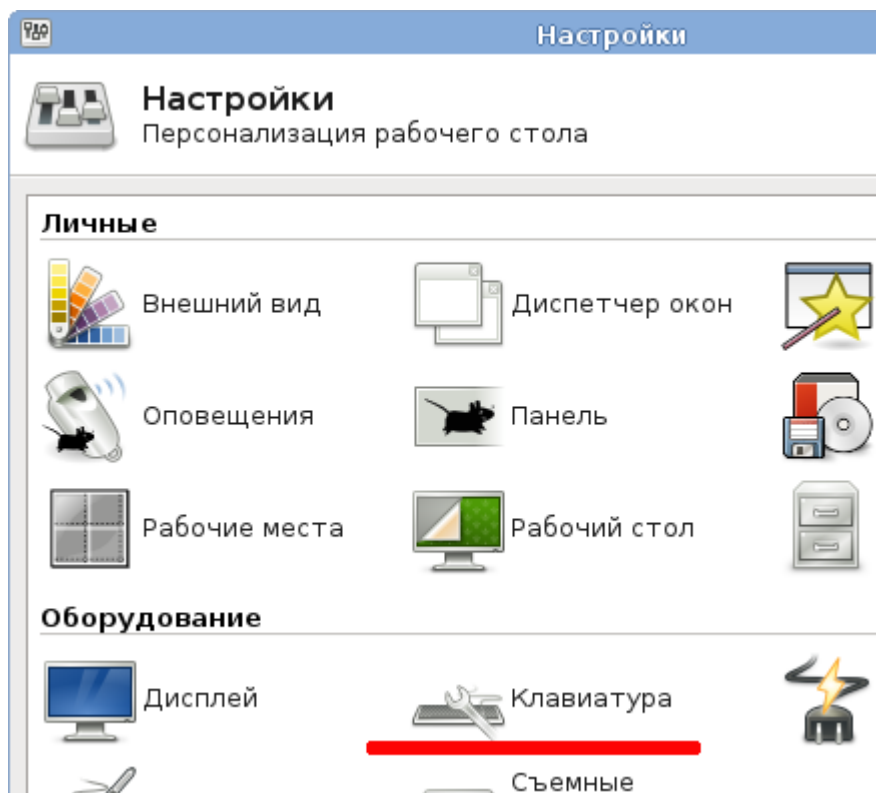 Настройки
Настройки
Персонализация рабочего стола
Личные
Внешний вид
Диспетчер окон
Оповещения
Панель
Рабочие места
Рабочий стол
Оборудование
Дисплей
Клавиатура
Съемные